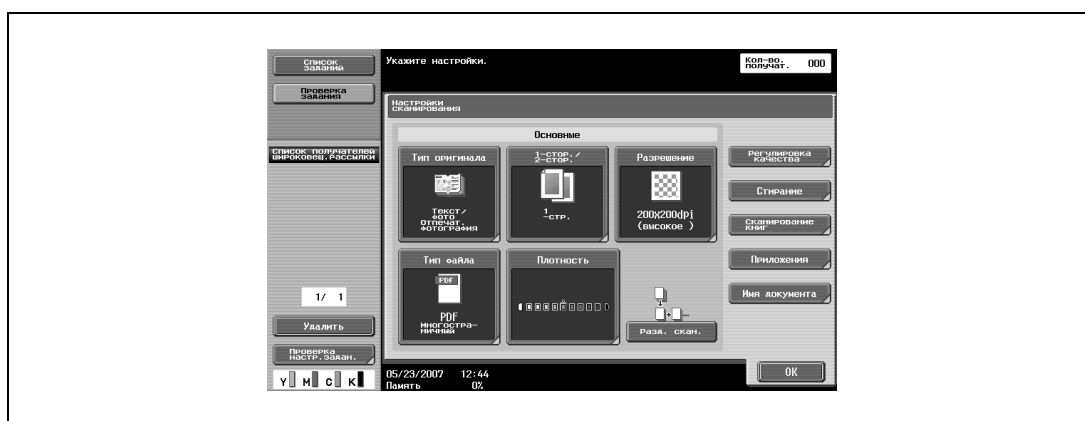 Список
заданий
Укажите настройки.
Кол-во.
получат. 000
Проверка
задания
Настройки
сканирования
Основные
Список получателей
широковещ.рассылки
Тип оригинала
1-стор./
2-стор.
Разрешение
Регулировка
качества
Стирание
Текст/
Фото
Отпечат.
Фотография
1
-стр.
200X200dpi
(высокое )
Сканирование
книг
Тип файла
Плотность
Приложения
PDF
Имя документа
1/ 1
PDF
многостра-
ничный
Удалить
Разд. скан.
Проверка
настр.задан.
Y M C K
05/23/2007 12:44
Память 0%
OK